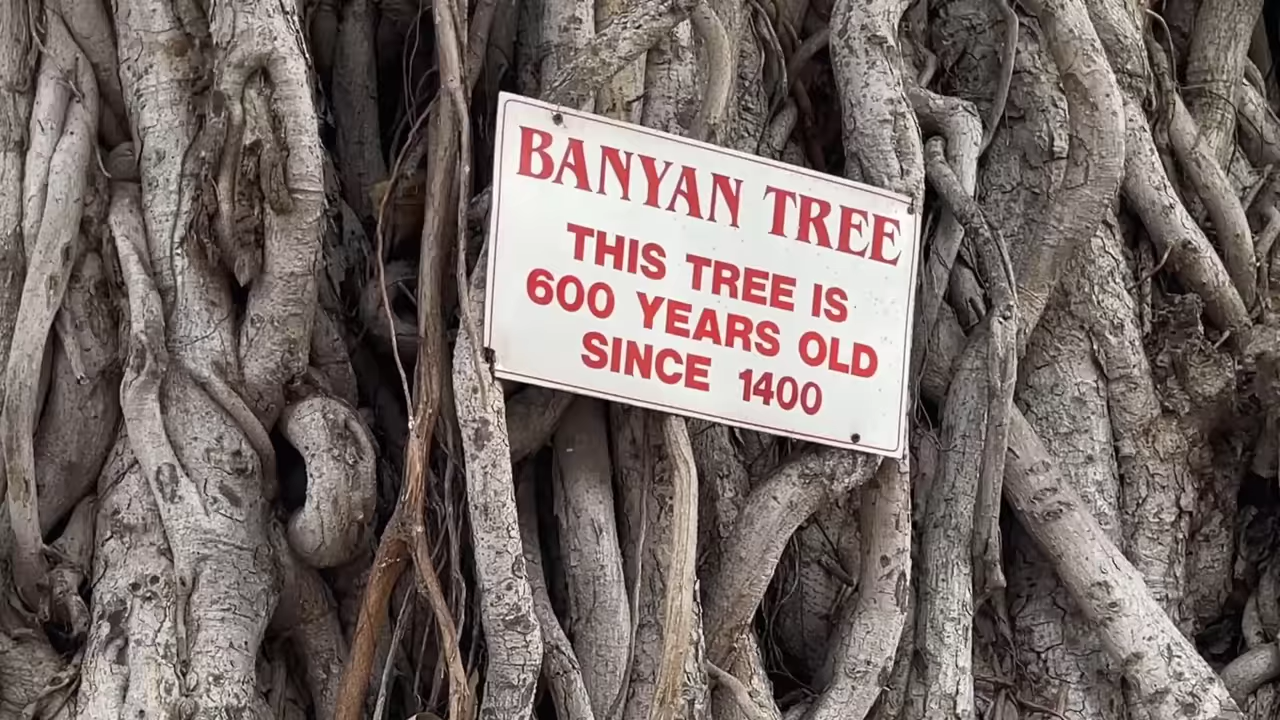 BANYAN TREE
THIS TREE IS
600 YEARS OLD
SINCE 1400